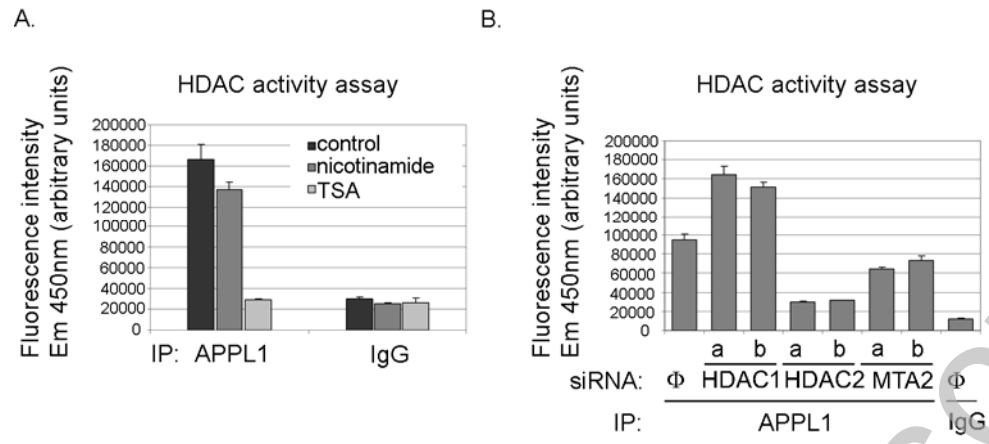 A.
HDAC activity assay
Fluorescence intensity
Em 450nm (arbitrary units)
200000
180000
160000
140000
120000
100000
80000
60000
40000
20000
0
control
nicotinamide
TSA
IP: APPL1 IgG
B.
HDAC activity assay
Fluorescence intensity
Em 450nm (arbitrary units)
200000
180000
160000
140000
120000
100000
80000
60000
40000
20000
0
a b a b a b
siRNA: Φ HDAC1 HDAC2 MTA2 Φ
IP: APPL1 IgG